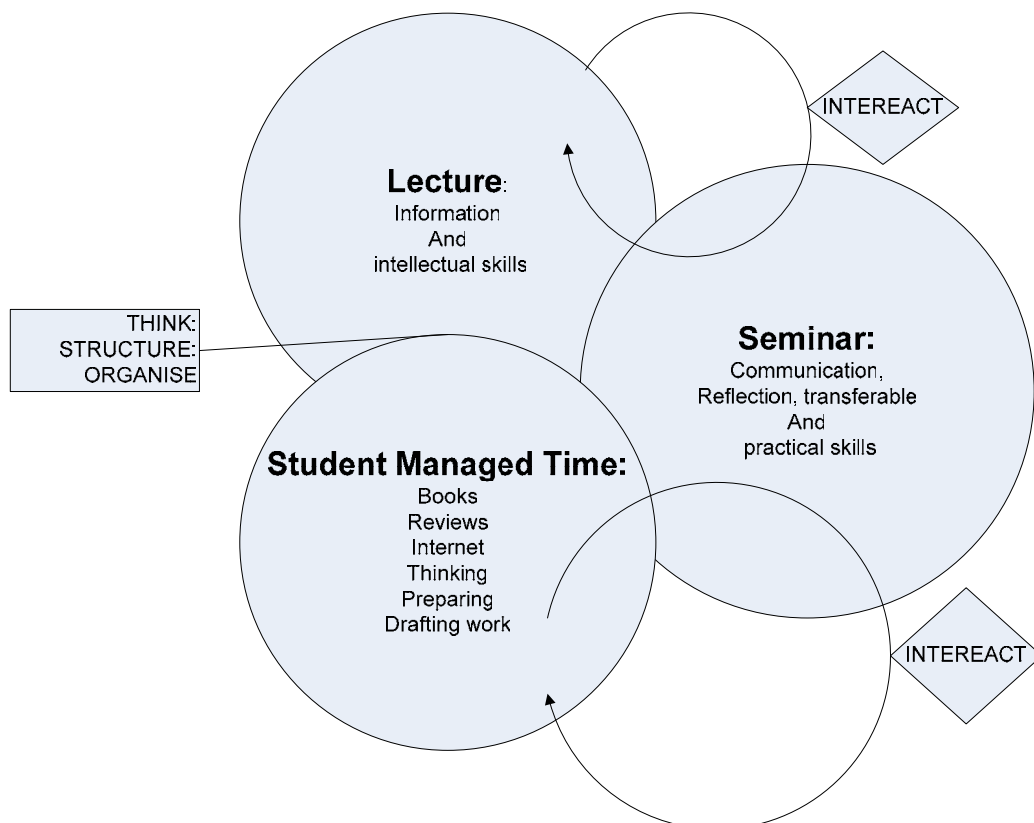 INTEREACT
Lecture:
Information
And
intellectual skills
THINK:
STRUCTURE:
ORGANISE
Seminar:
Communication,
Reflection, transferable
And
practical skills
Student Managed Time:
Books
Reviews
Internet
Thinking
Preparing
Drafting work
INTEREACT